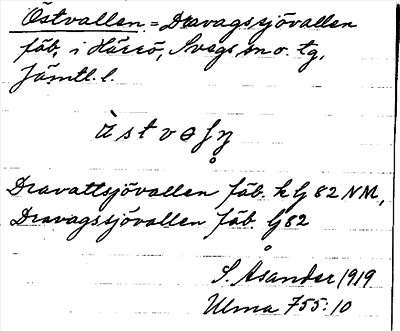 Östvallen = Dravagssjövallen
fäb. i Härrö, Svegs sn o. tg,
Jämtl. l.
Dravattsjövallen fäb. k G 82 NM,
Dravagssjövallen fäb. G 82
S. Åsander 1919
Ulma 755:10